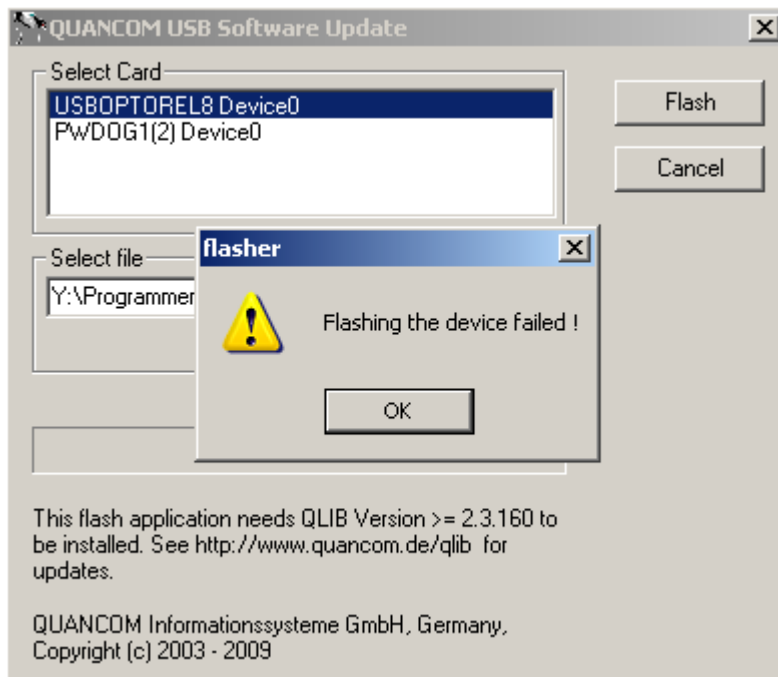 QUANCOM USB Software Update
Select Card
USBOPTOREL8 Device0
PWDOG1(2) Device0
Flash
Cancel
Select file
Y:\Programmer
flasher
Flashing the device failed !
OK
This flash application needs QLIB Version >= 2.3.160 to
be installed. See http://www.quancom.de/qlib for
updates.
QUANCOM Informationssysteme GmbH, Germany,
Copyright (c) 2003 - 2009